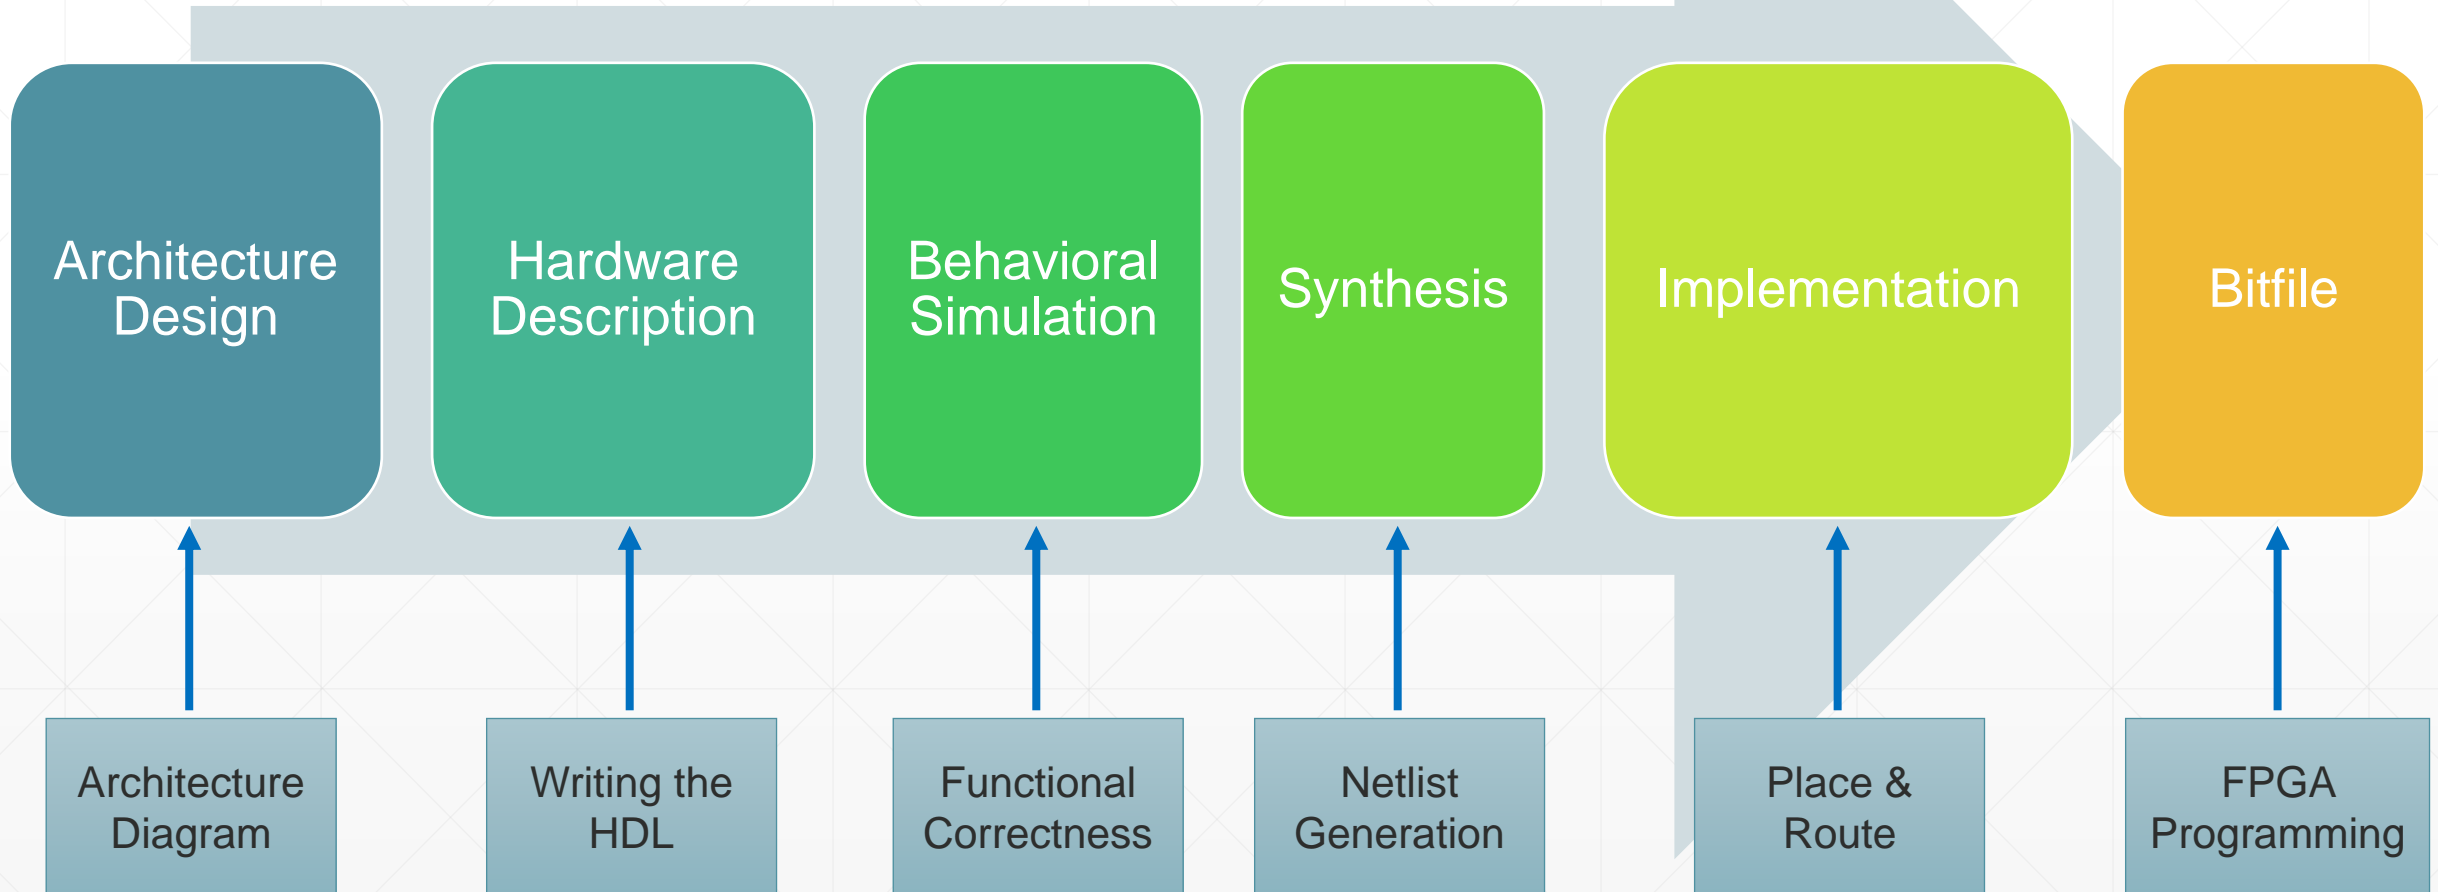 Architecture
Design
Hardware
Description
Behavioral
Simulation
Synthesis
Implementation
Bitfile
Architecture
Diagram
Writing the
HDL
Functional
Correctness
Netlist
Generation
Place &
Route
FPGA
Programming